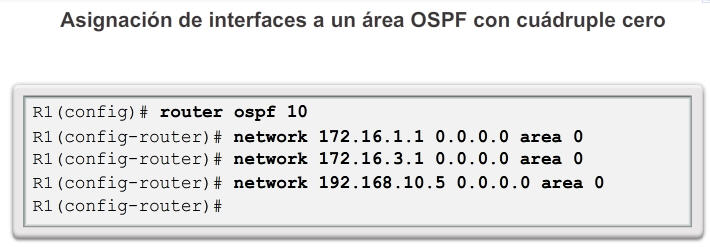 Asignación de interfaces a un área OSPF con cuádruple cero
R1(config)# router ospf 10
R1(config-router)# network 172.16.1.1 0.0.0.0 area 0
R1(config-router)# network 172.16.3.1 0.0.0.0 area 0
R1(config-router)# network 192.168.10.5 0.0.0.0 area 0
R1(config-router)#